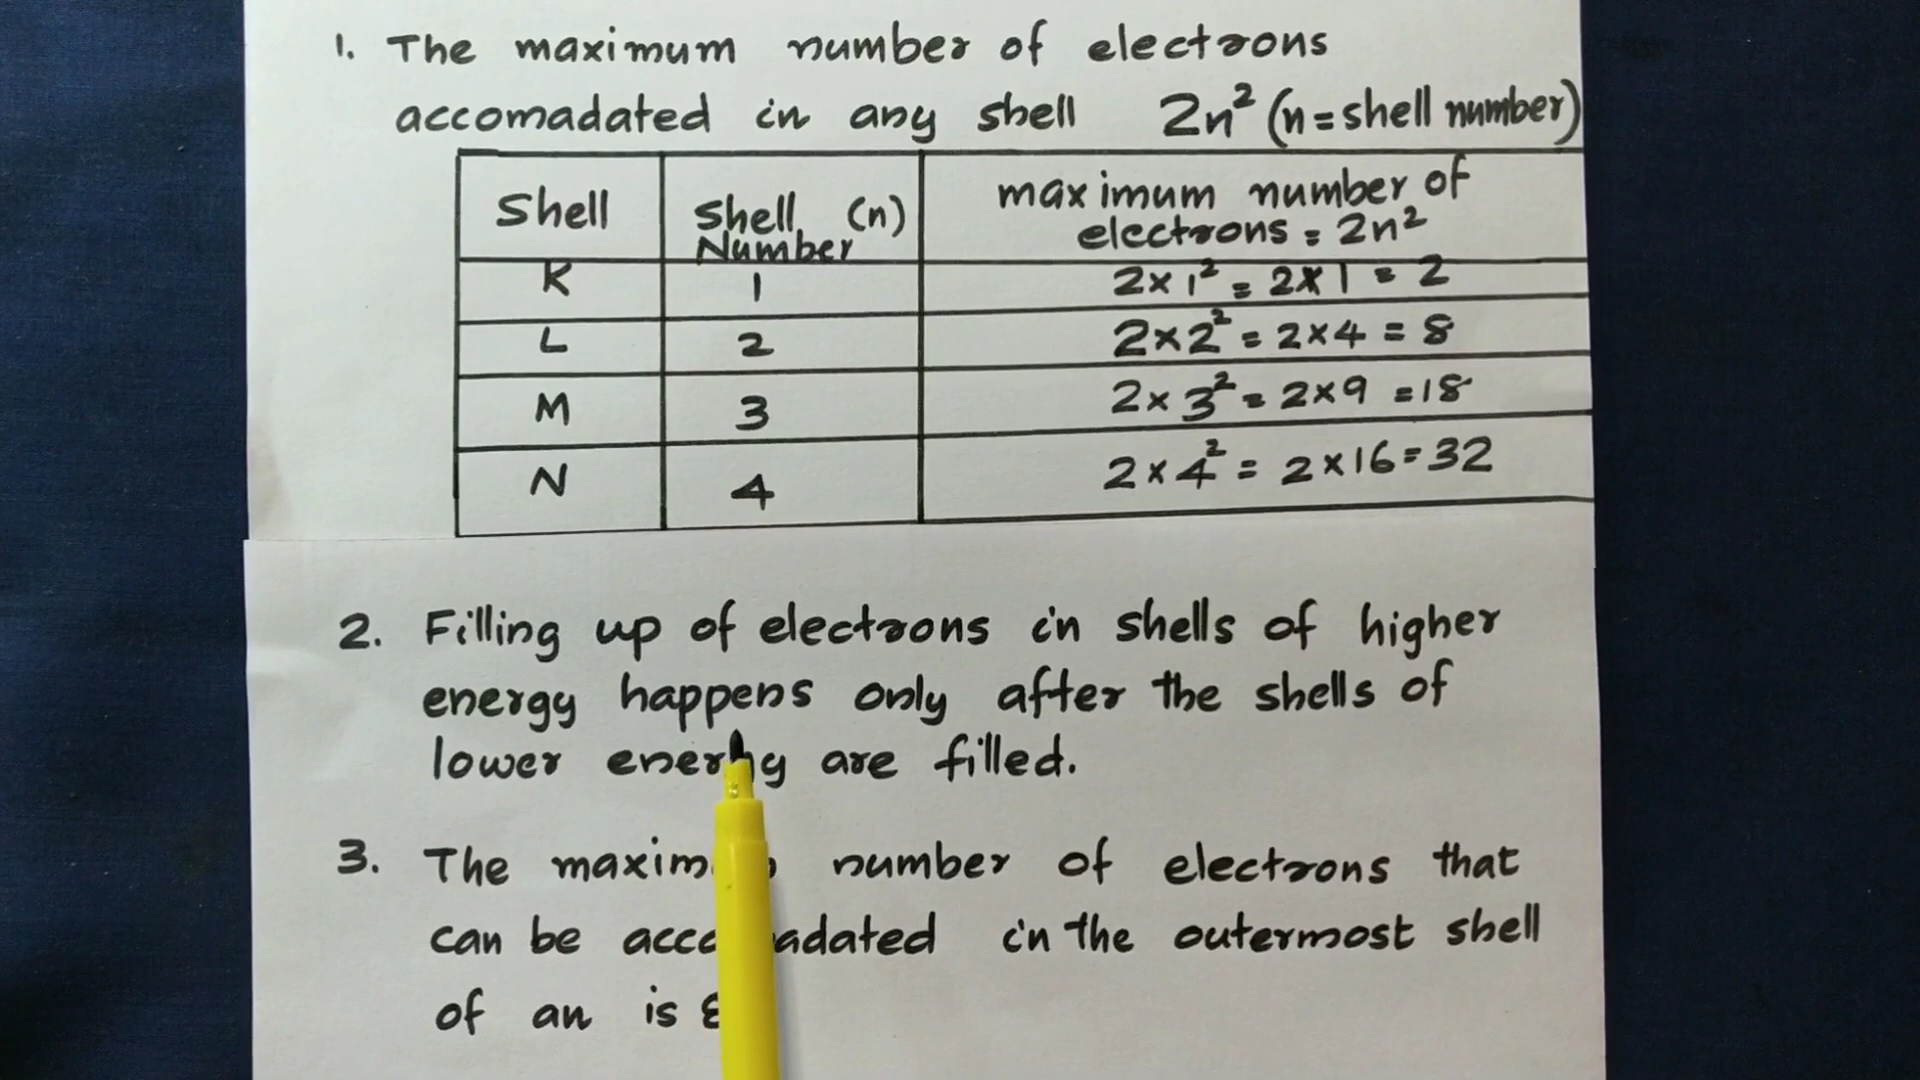 1. The maximum number of electrons
accomadated in any shell 2n² (n=shell number)
Shell
Shell (n)
Number
maximum number of
electrons = 2n²
K 1 2×1² = 2×1 = 2
L 2 2×2² = 2×4 = 8
M 3 2×3² = 2×9 = 18
N 4 2×4² = 2×16 = 32
2. Filling up of electrons in shells of higher
energy happens only after the shells of
lower are filled.
3. The number of electrons that
can be in the outermost shell
of an is